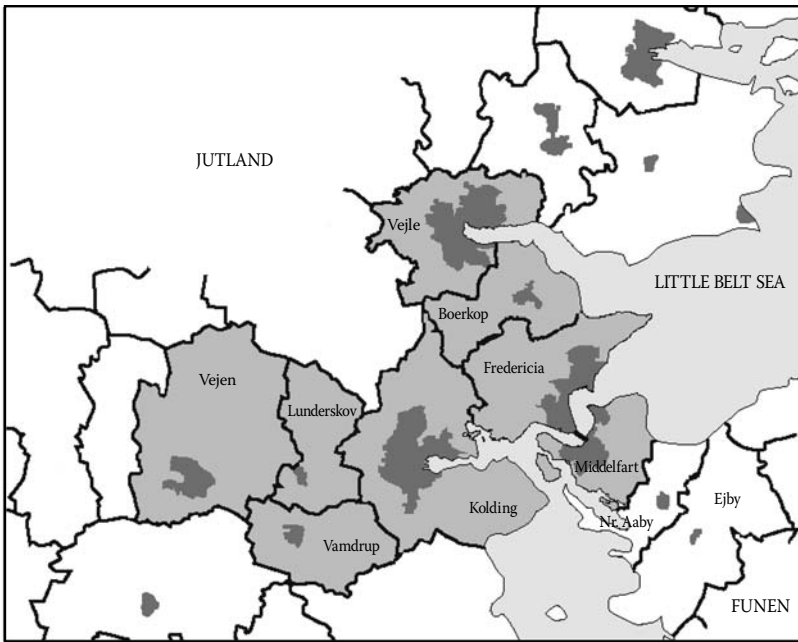 JUTLAND
Vejle
LITTLE BELT SEA
Boerkop
Fredericia
Vejen
Lunderskov
Middelfart
Kolding
Ejby
Nr. Aaby
Vamdrup
FUNEN